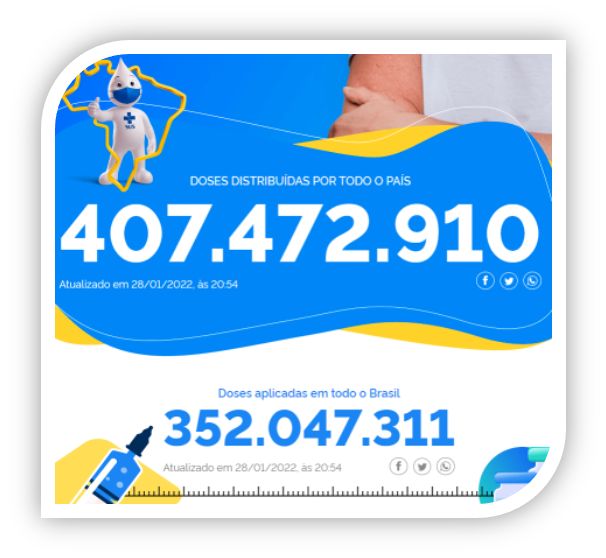 SUS
DOSES DISTRIBUÍDAS POR TODO O PAÍS
407.472.910
Atualizado em 28/01/2022, às 20:54
Doses aplicadas em todo o Brasil
352.047.311
Atualizado em 28/01/2022, às 20:54